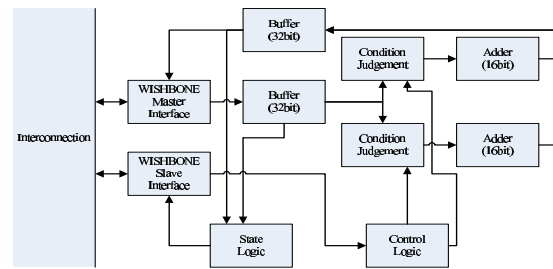 Buffer
(32bit)
Condition
Judgement
Adder
(16bit)
WISHBONE
Master
Interface
Buffer
(32bit)
Interconnection
Condition
Judgement
Adder
(16bit)
WISHBONE
Slave
Interface
State
Logic
Control
Logic